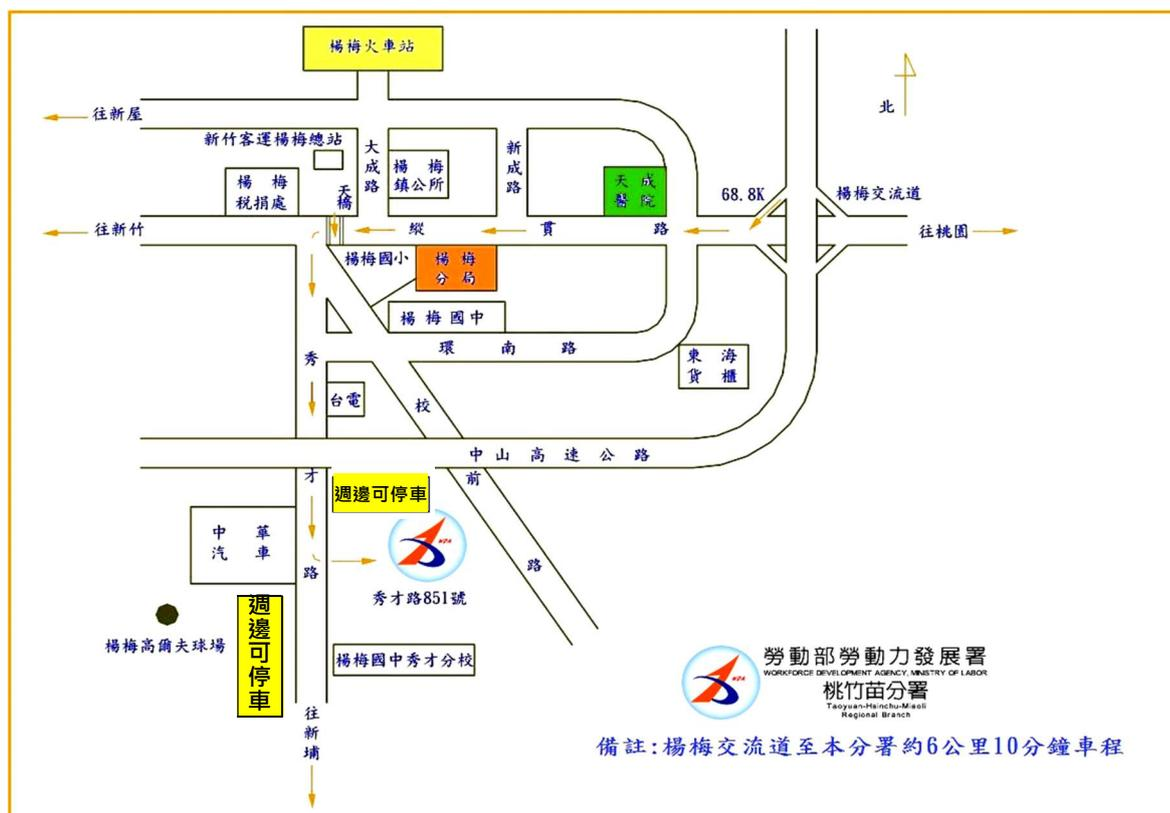 楊梅火車站
北
往新屋
新竹客運楊梅總站
大成路
楊梅
鎮公所
新成路
天成
醫院
楊梅
稅捐處
天橋
68.8K
楊梅交流道
往新竹
縱貫路
往桃園
楊梅國小
楊梅
分局
楊梅國中
環南路
東海
貨櫃
秀才路
台電
校前路
中山高速公路
週邊可停車
中華
汽車
WDA
秀才路851號
週邊可停車
楊梅高爾夫球場
楊梅國中秀才分校
往新埔
WDA
勞動部勞動力發展署
WORKFORCE DEVELOPMENT AGENCY, MINISTRY OF LABOR
桃竹苗分署
Taoyuan-Hsinchu-Miaoli
Regional Branch
備註:楊梅交流道至本分署約6公里10分鐘車程